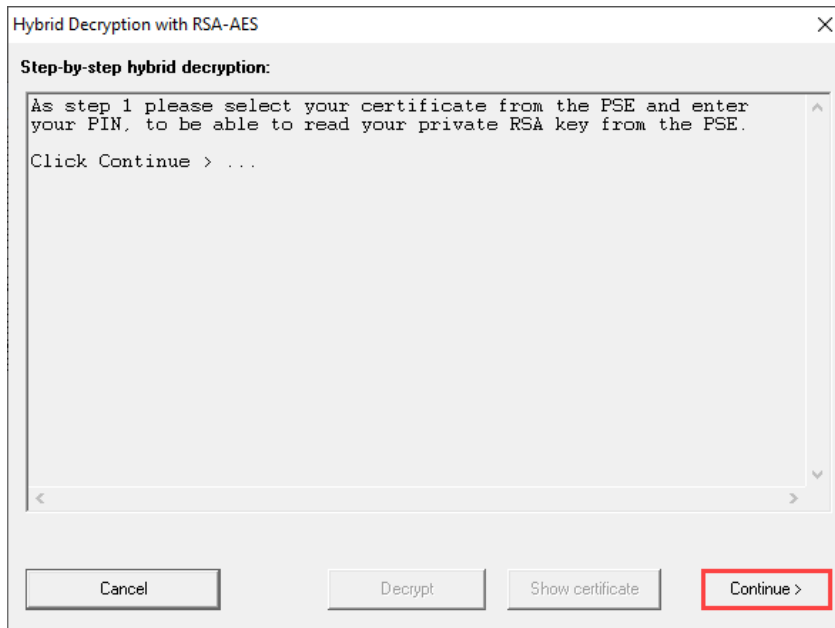 Hybrid Decryption with RSA-AES
Step-by-step hybrid decryption:
As step 1 please select your certificate from the PSE and enter
your PIN, to be able to read your private RSA key from the PSE.
Click Continue > ...
Cancel
Decrypt
Show certificate
Continue >